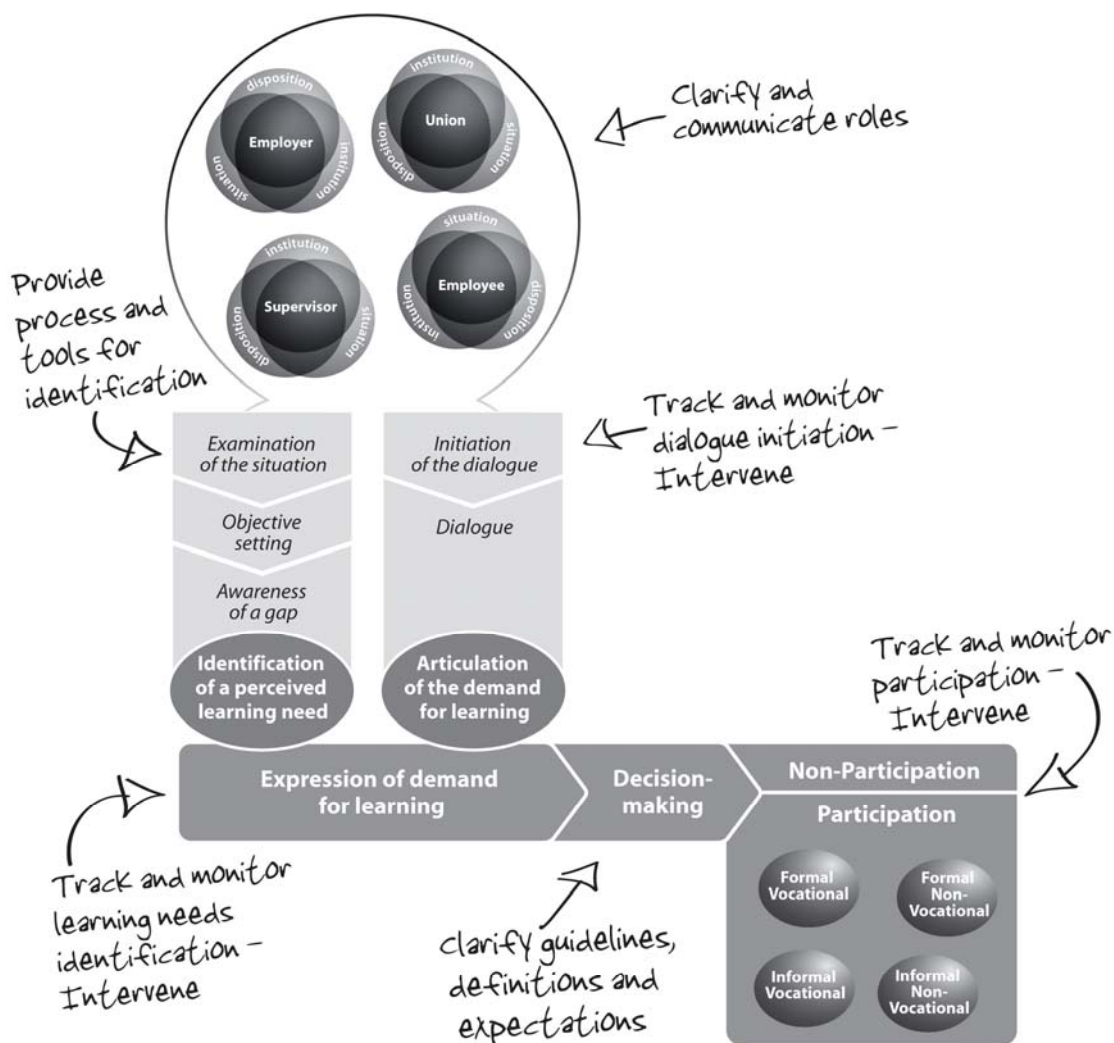 disposition
Employer
situation
institution
institution
Union
disposition
situation
Clarify and
communicate roles
institution
Supervisor
disposition
situation
situation
Employee
institution
disposition
Provide
process and
tools for
identification
Examination
of the situation
Objective
setting
Awareness
of a gap
Identification
of a perceived
learning need
Initiation
of the dialogue
Dialogue
Articulation
of the demand
for learning
Track and monitor
dialogue initiation –
Intervene
Track and monitor
participation –
Intervene
Expression of demand
for learning
Decision-
making
Non-Participation
Participation
Formal
Vocational
Formal
Non-
Vocational
Informal
Vocational
Informal
Non-
Vocational
Track and monitor
learning needs
identification –
Intervene
Clarify guidelines,
definitions and
expectations